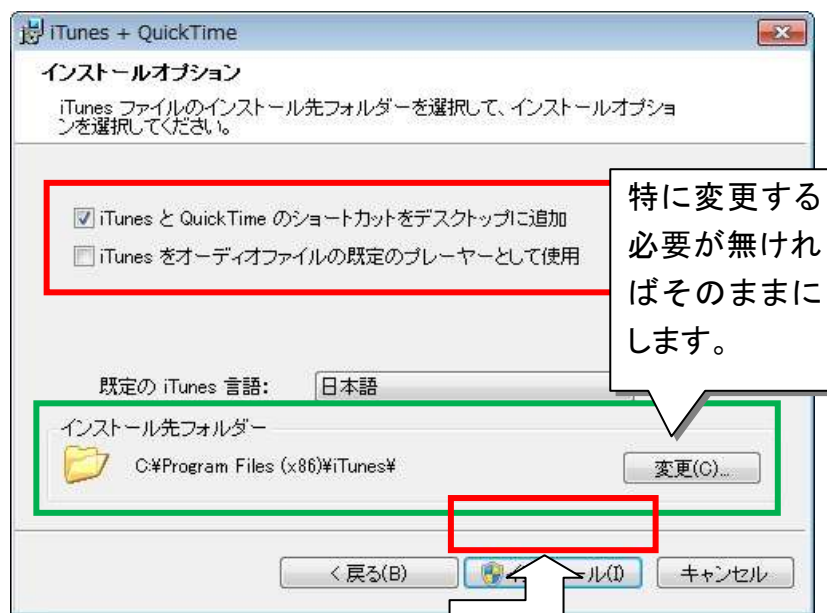 iTunes + QuickTime
インストールオプション
iTunes ファイルのインストール先フォルダーを選択して、インストールオプショ
ンを選択してください。
iTunes と QuickTime のショートカットをデスクトップに追加
iTunes をオーディオファイルの既定のプレーヤーとして使用
特に変更する
必要が無けれ
ばそのままに
します。
既定の iTunes 言語:
日本語
インストール先フォルダー
C:¥Program Files (x86)¥iTunes¥
変更(C)...
< 戻る(B)
ール(I)
キャンセル